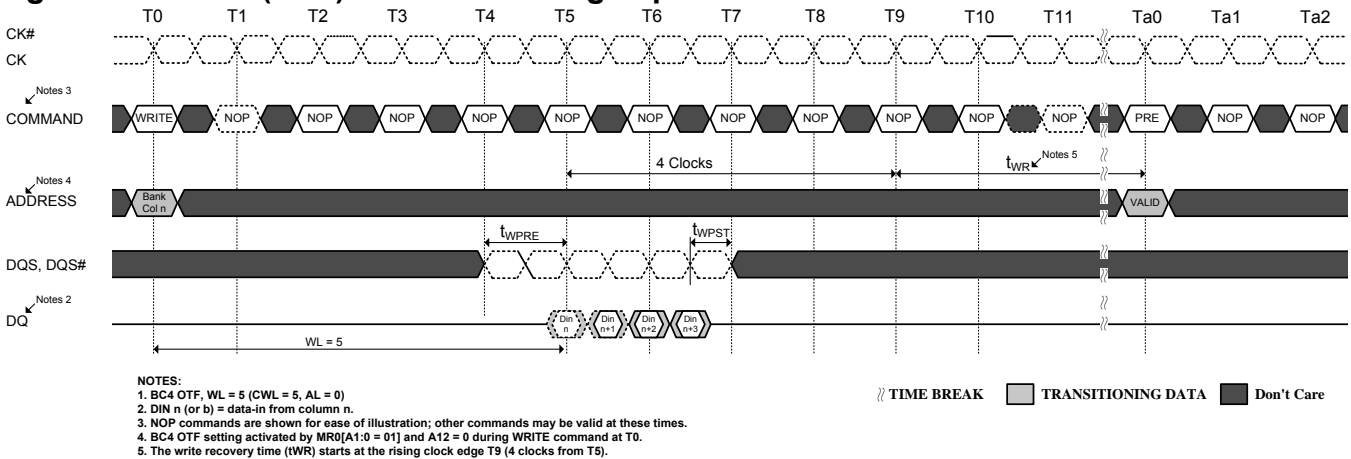 T0 T1 T2 T3 T4 T5 T6 T7 T8 T9 T10 T11 Ta0 Ta1 Ta2
CK#
CK
Notes 3
COMMAND WRITE NOP NOP NOP NOP NOP NOP NOP NOP NOP NOP NOP PRE NOP NOP
4 Clocks tWR Notes 5
Notes 4
ADDRESS Bank Col n VALID
tWPRE tWPST
DQS, DQS#
Notes 2
DQ Din n Din n+1 Din n+2 Din n+3
WL = 5
NOTES:
1. BC4 OTF, WL = 5 (CWL = 5, AL = 0)
2. DIN n (or b) = data-in from column n.
3. NOP commands are shown for ease of illustration; other commands may be valid at these times.
4. BC4 OTF setting activated by MR0[A1:0 = 01] and A12 = 0 during WRITE command at T0.
5. The write recovery time (tWR) starts at the rising clock edge T9 (4 clocks from T5).
TIME BREAK TRANSITIONING DATA Don't Care